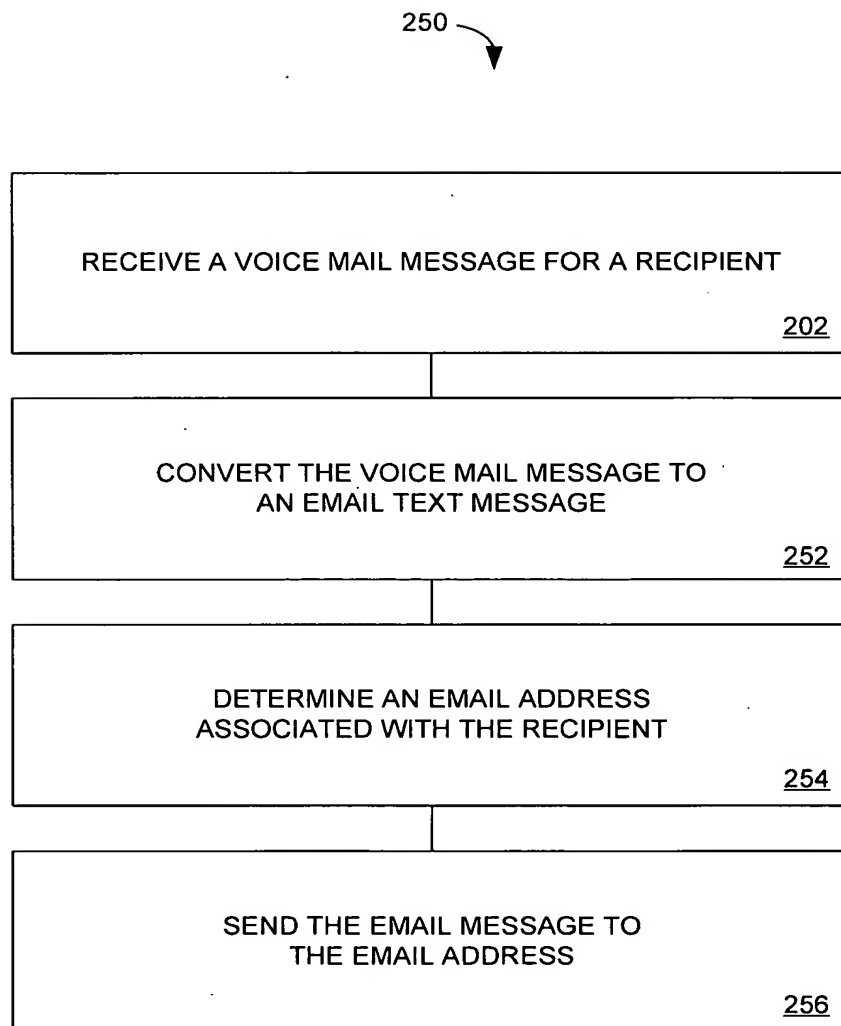 250
RECEIVE A VOICE MAIL MESSAGE FOR A RECIPIENT
202
CONVERT THE VOICE MAIL MESSAGE TO
AN EMAIL TEXT MESSAGE
252
DETERMINE AN EMAIL ADDRESS
ASSOCIATED WITH THE RECIPIENT
254
SEND THE EMAIL MESSAGE TO
THE EMAIL ADDRESS
256